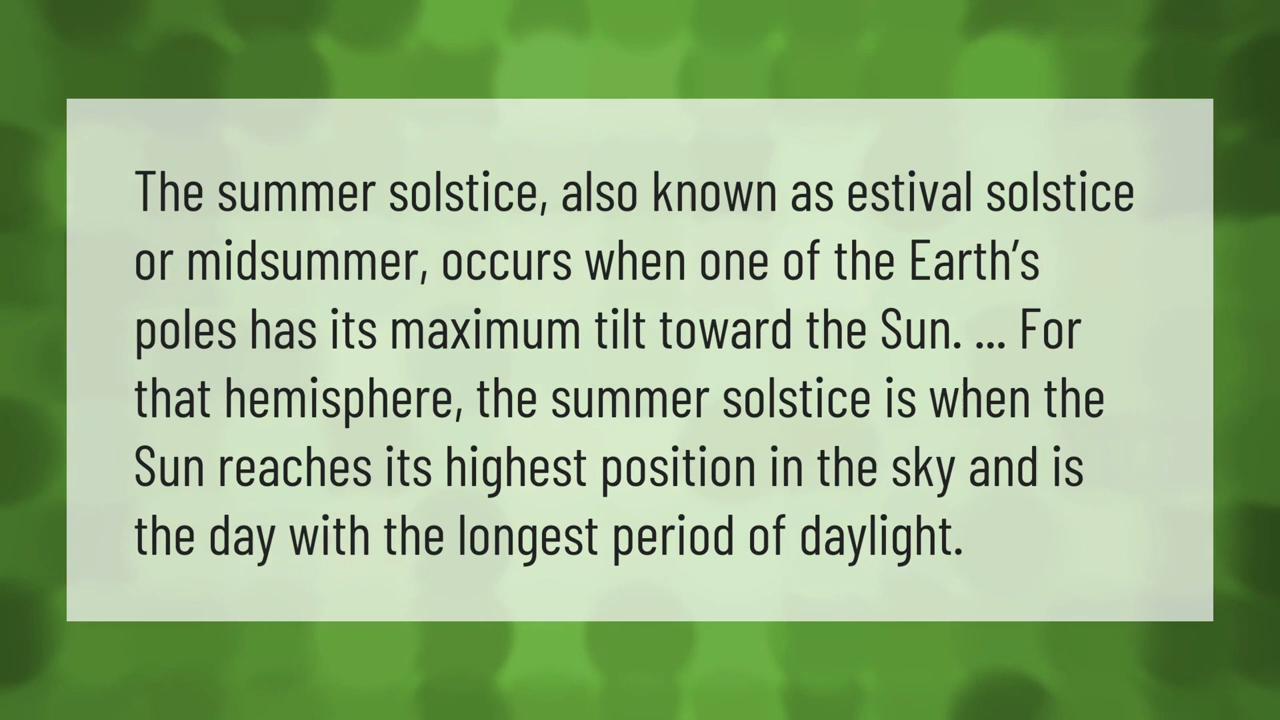 The summer solstice, also known as estival solstice
or midsummer, occurs when one of the Earth’s
poles has its maximum tilt toward the Sun. ... For
that hemisphere, the summer solstice is when the
Sun reaches its highest position in the sky and is
the day with the longest period of daylight.